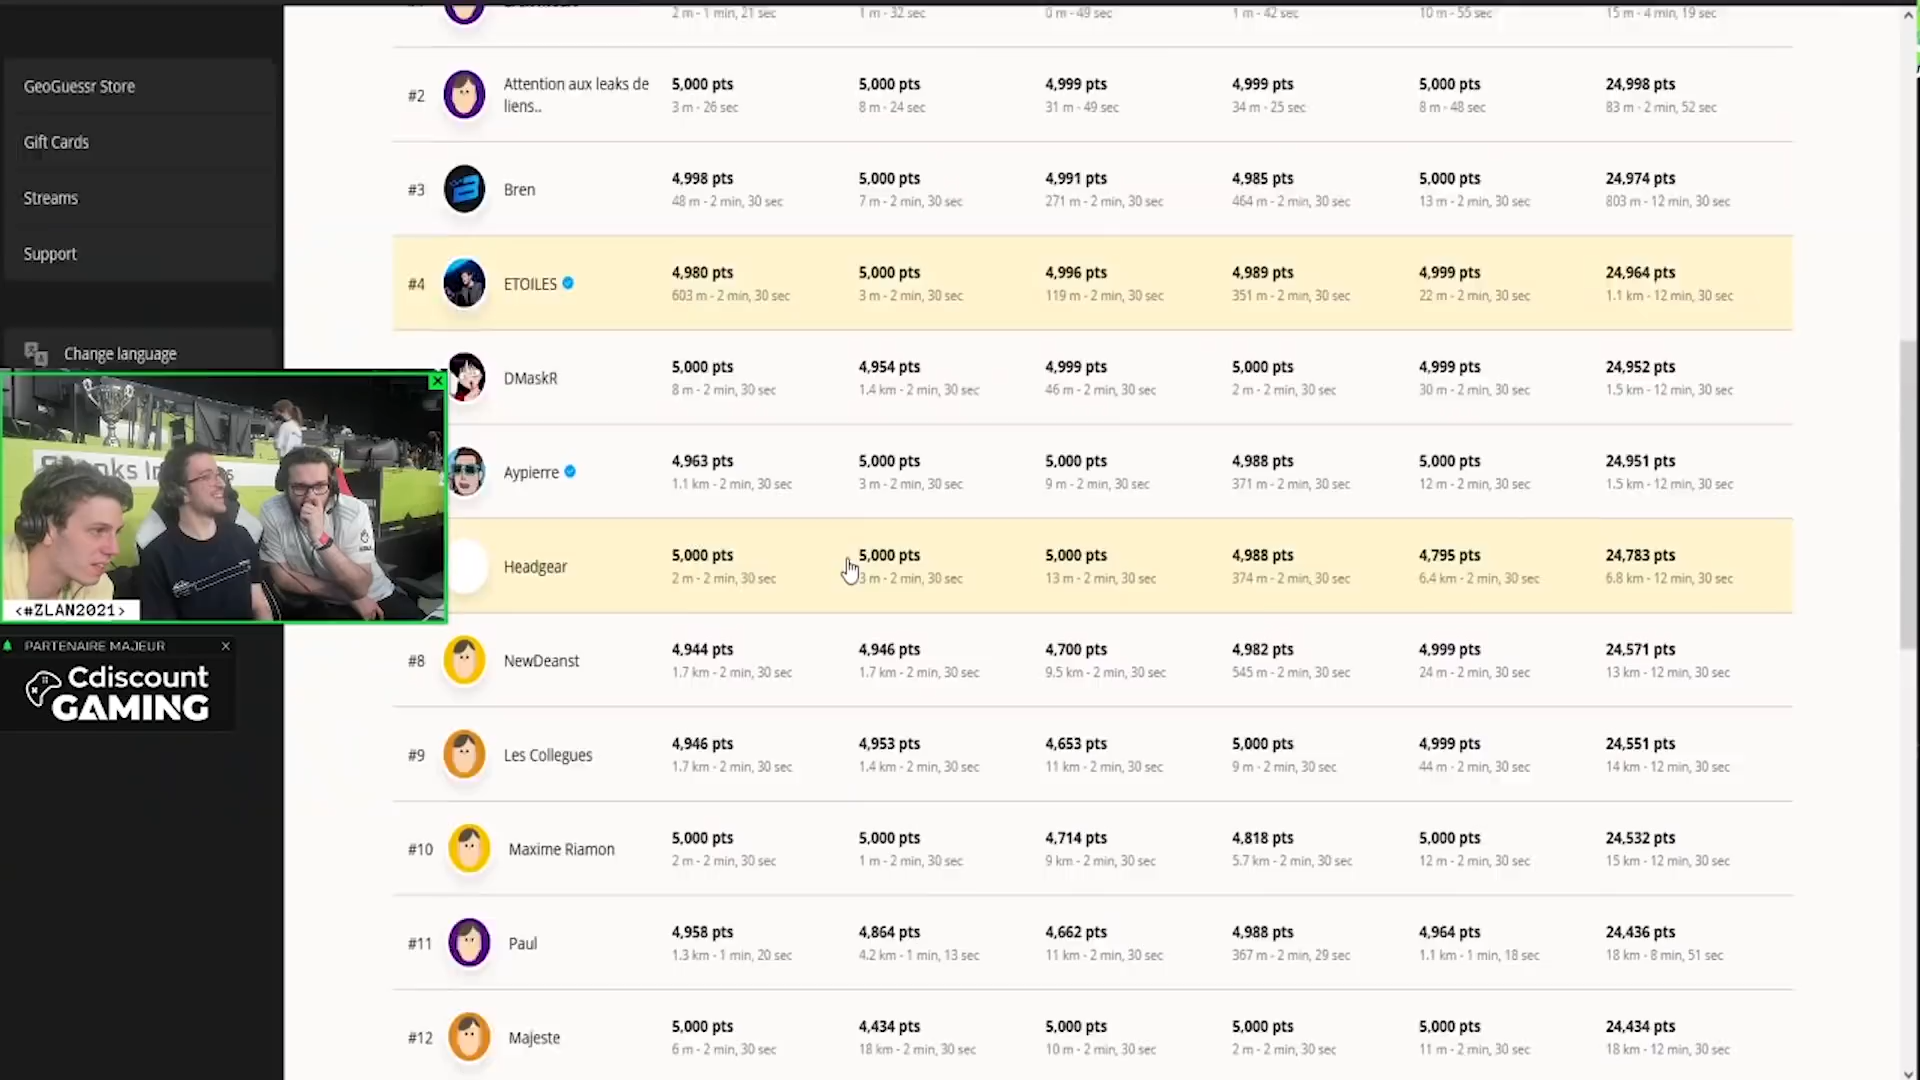 2 m - 1 min, 21 sec
1 m - 32 sec
0 m - 49 sec
1 m - 42 sec
10 m - 55 sec
15 m - 4 min, 19 sec
GeoGuessr Store
Gift Cards
Streams
Support
Change language
#2 Attention aux leaks de liens.. 5,000 pts 5,000 pts 4,999 pts 4,999 pts 5,000 pts 24,998 pts
3 m - 26 sec 8 m - 24 sec 31 m - 49 sec 34 m - 25 sec 8 m - 48 sec 83 m - 2 min, 52 sec
#3 Bren 4,998 pts 5,000 pts 4,991 pts 4,985 pts 5,000 pts 24,974 pts
48 m - 2 min, 30 sec 7 m - 2 min, 30 sec 271 m - 2 min, 30 sec 464 m - 2 min, 30 sec 13 m - 2 min, 30 sec 803 m - 12 min, 30 sec
#4 ETOILES 4,980 pts 5,000 pts 4,996 pts 4,989 pts 4,999 pts 24,964 pts
603 m - 2 min, 30 sec 3 m - 2 min, 30 sec 119 m - 2 min, 30 sec 351 m - 2 min, 30 sec 22 m - 2 min, 30 sec 1.1 km - 12 min, 30 sec
DMaskR 5,000 pts 4,954 pts 4,999 pts 5,000 pts 4,999 pts 24,952 pts
8 m - 2 min, 30 sec 1.4 km - 2 min, 30 sec 46 m - 2 min, 30 sec 2 m - 2 min, 30 sec 30 m - 2 min, 30 sec 1.5 km - 12 min, 30 sec
Aypierre 4,963 pts 5,000 pts 5,000 pts 4,988 pts 5,000 pts 24,951 pts
1.1 km - 2 min, 30 sec 3 m - 2 min, 30 sec 9 m - 2 min, 30 sec 371 m - 2 min, 30 sec 12 m - 2 min, 30 sec 1.5 km - 12 min, 30 sec
Headgear 5,000 pts 5,000 pts 5,000 pts 4,988 pts 4,795 pts 24,783 pts
2 m - 2 min, 30 sec 3 m - 2 min, 30 sec 13 m - 2 min, 30 sec 374 m - 2 min, 30 sec 6.4 km - 2 min, 30 sec 6.8 km - 12 min, 30 sec
<#ZLAN2021>
PARTENAIRE MAJEUR
Cdiscount
GAMING
#8 NewDeanst 4,944 pts 4,946 pts 4,700 pts 4,982 pts 4,999 pts 24,571 pts
1.7 km - 2 min, 30 sec 1.7 km - 2 min, 30 sec 9.5 km - 2 min, 30 sec 545 m - 2 min, 30 sec 24 m - 2 min, 30 sec 13 km - 12 min, 30 sec
#9 Les Collegues 4,946 pts 4,953 pts 4,653 pts 5,000 pts 4,999 pts 24,551 pts
1.7 km - 2 min, 30 sec 1.4 km - 2 min, 30 sec 11 km - 2 min, 30 sec 9 m - 2 min, 30 sec 44 m - 2 min, 30 sec 14 km - 12 min, 30 sec
#10 Maxime Riamon 5,000 pts 5,000 pts 4,714 pts 4,818 pts 5,000 pts 24,532 pts
2 m - 2 min, 30 sec 1 m - 2 min, 30 sec 9 km - 2 min, 30 sec 5.7 km - 2 min, 30 sec 12 m - 2 min, 30 sec 15 km - 12 min, 30 sec
#11 Paul 4,958 pts 4,864 pts 4,662 pts 4,988 pts 4,964 pts 24,436 pts
1.3 km - 1 min, 20 sec 4.2 km - 1 min, 13 sec 11 km - 2 min, 30 sec 367 m - 2 min, 29 sec 1.1 km - 1 min, 18 sec 18 km - 8 min, 51 sec
#12 Majeste 5,000 pts 4,434 pts 5,000 pts 5,000 pts 5,000 pts 24,434 pts
6 m - 2 min, 30 sec 18 km - 2 min, 30 sec 10 m - 2 min, 30 sec 2 m - 2 min, 30 sec 11 m - 2 min, 30 sec 18 km - 12 min, 30 sec